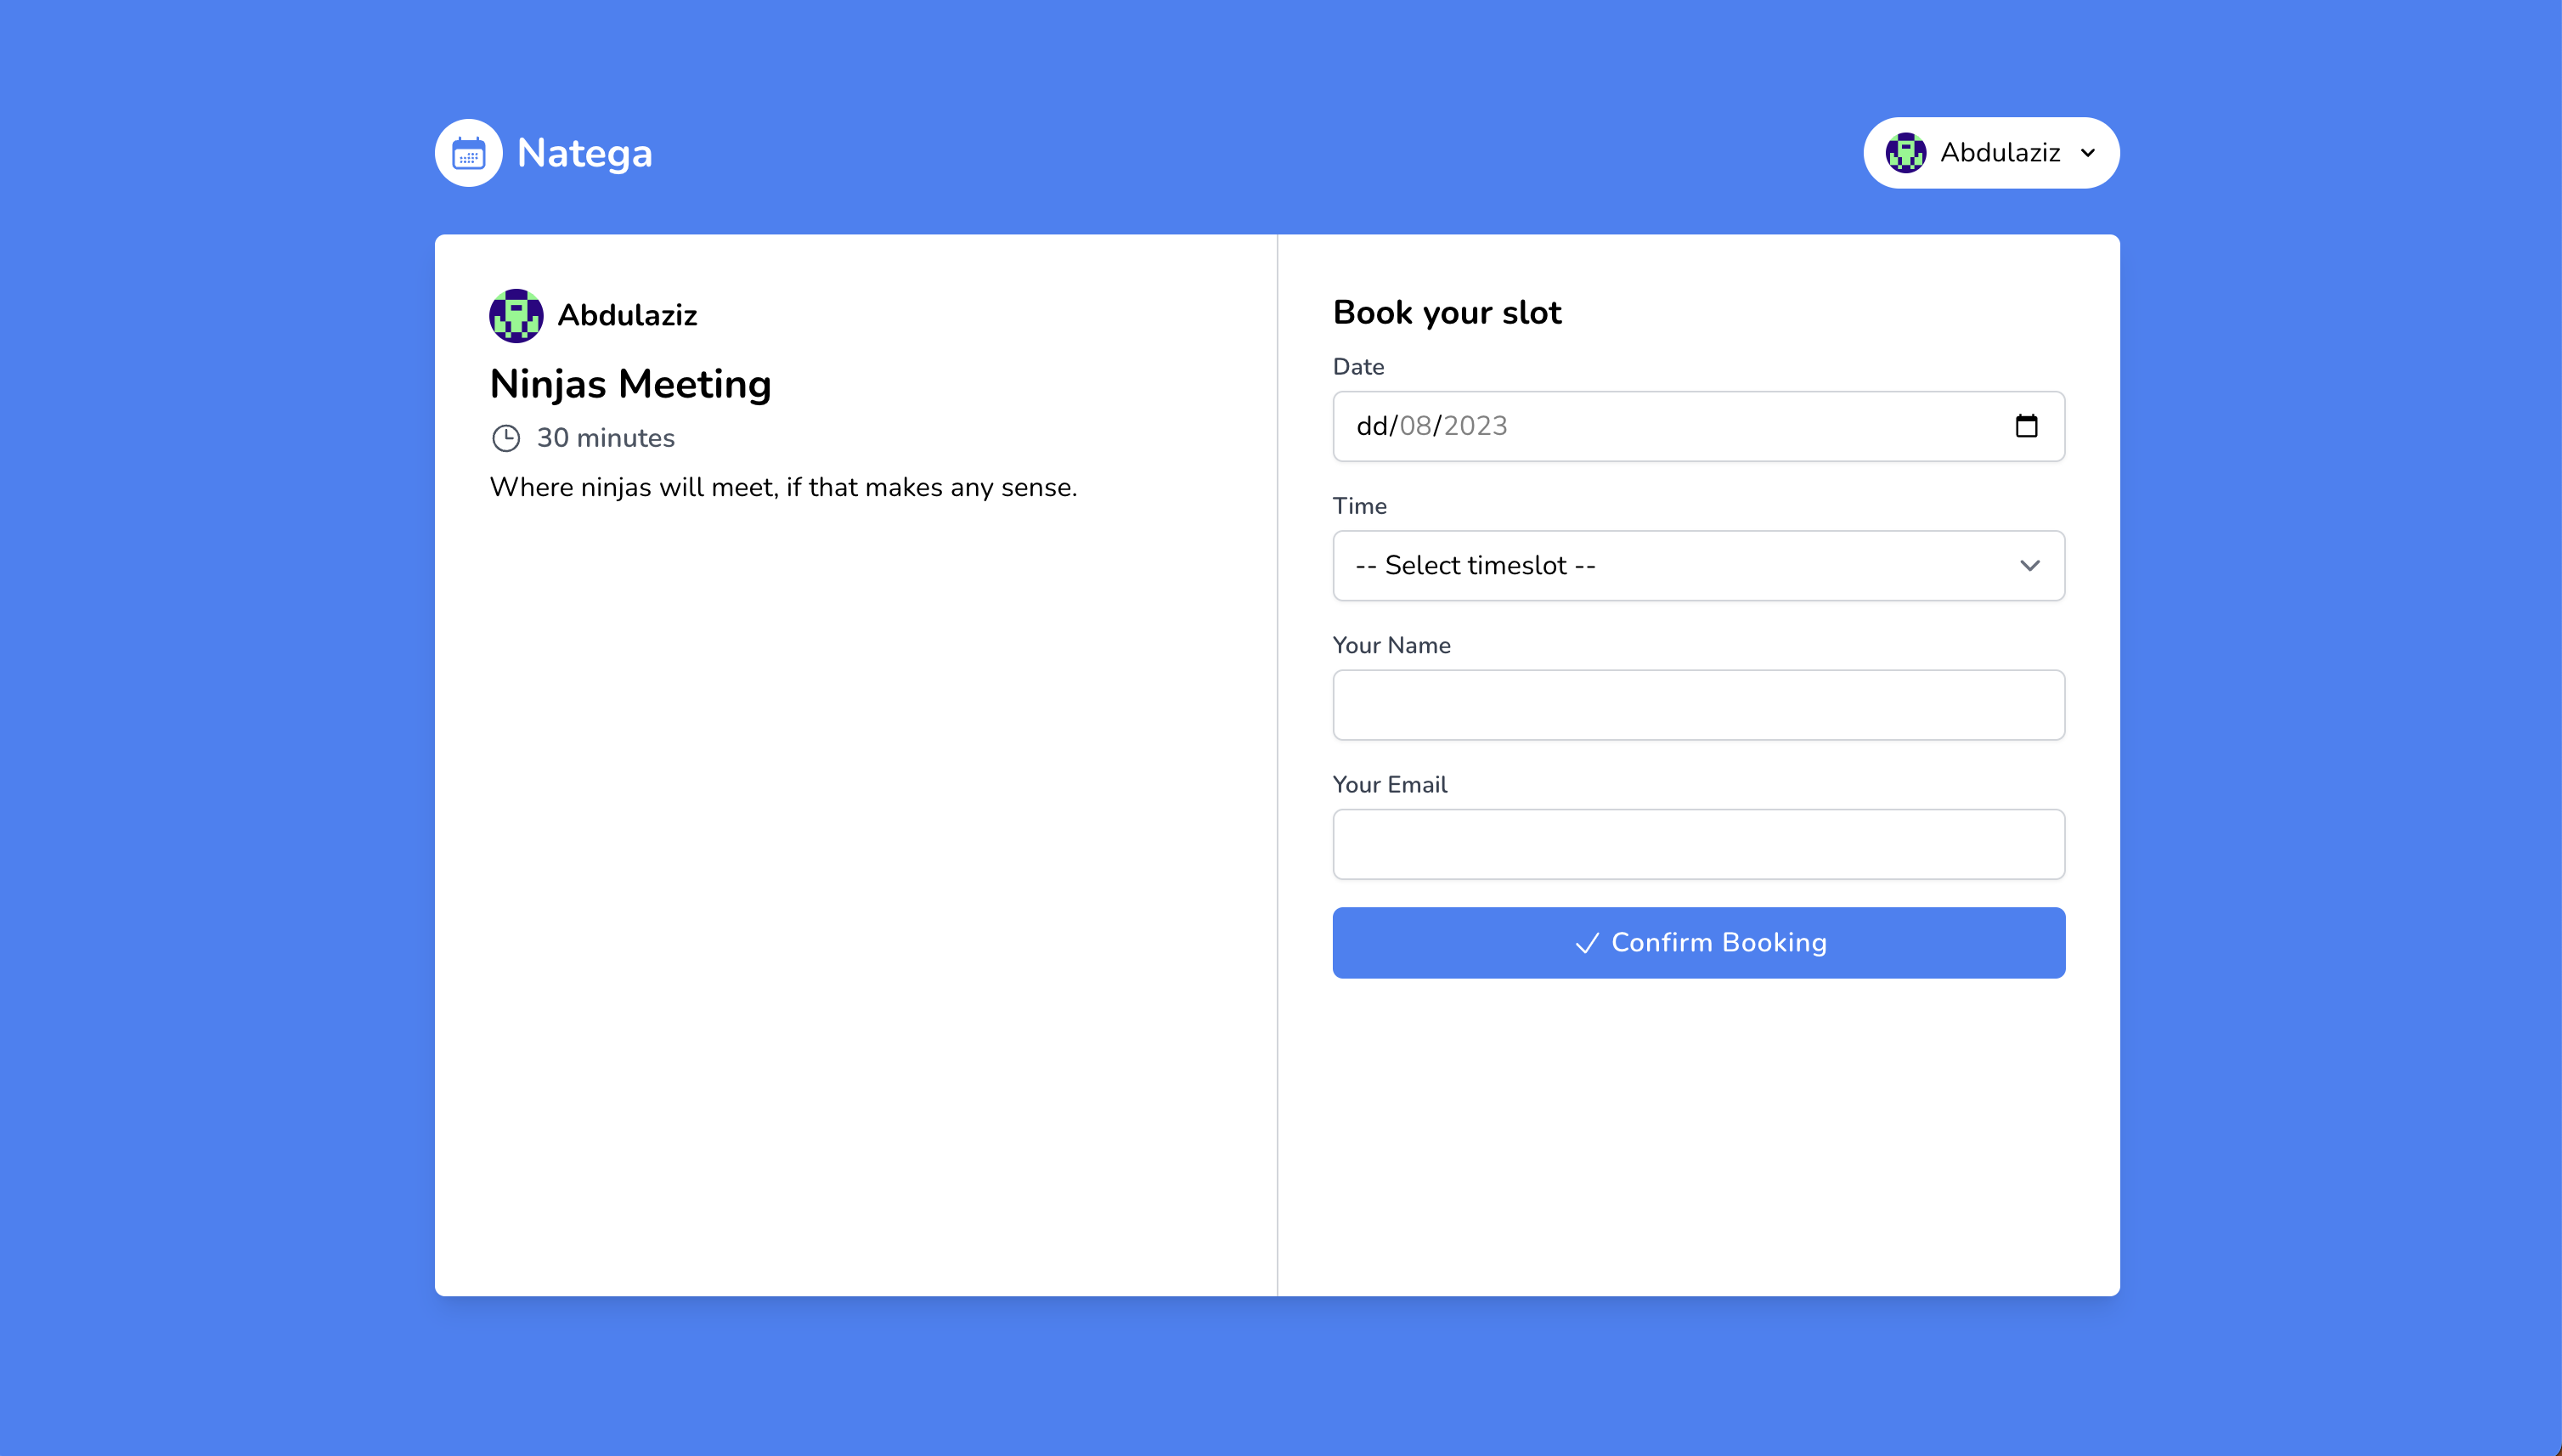 Natega
Abdulaziz
Abdulaziz
Ninjas Meeting
30 minutes
Where ninjas will meet, if that makes any sense.
Book your slot
Date
dd/08/2023
Time
-- Select timeslot --
Your Name
Your Email
Confirm Booking